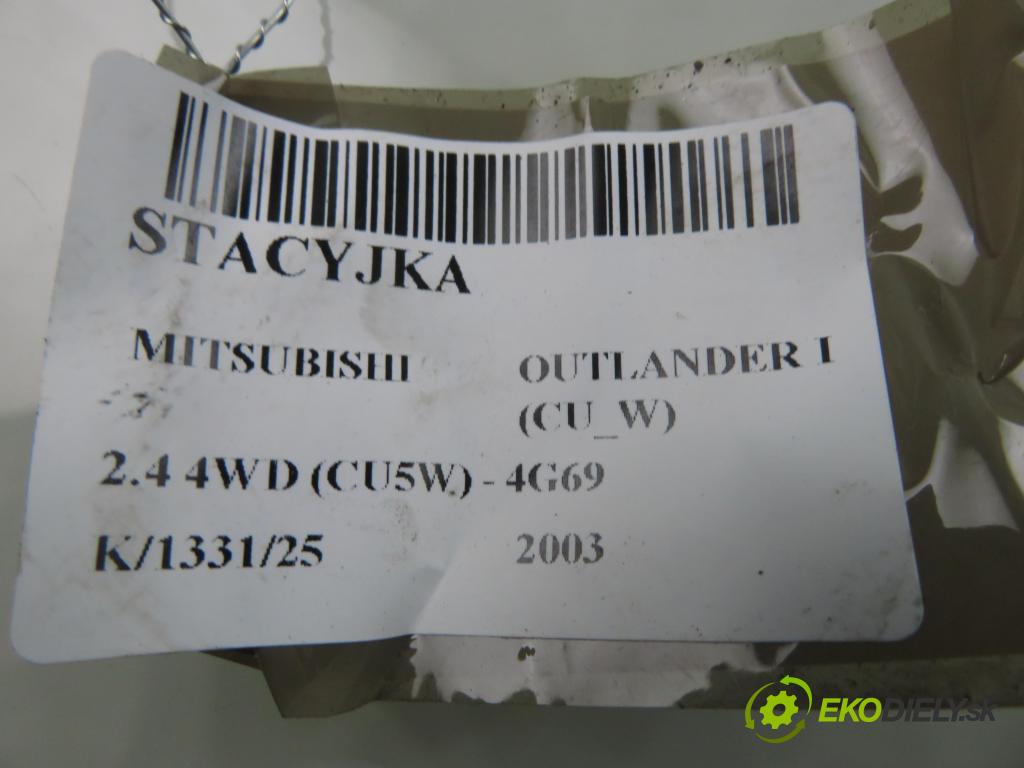 STACYJKA
MITSUBISHI OUTLANDER I
(CU_W)
2.4 4WD (CU5W) - 4G69
K/1331/25 2003
EKODIELY.sk